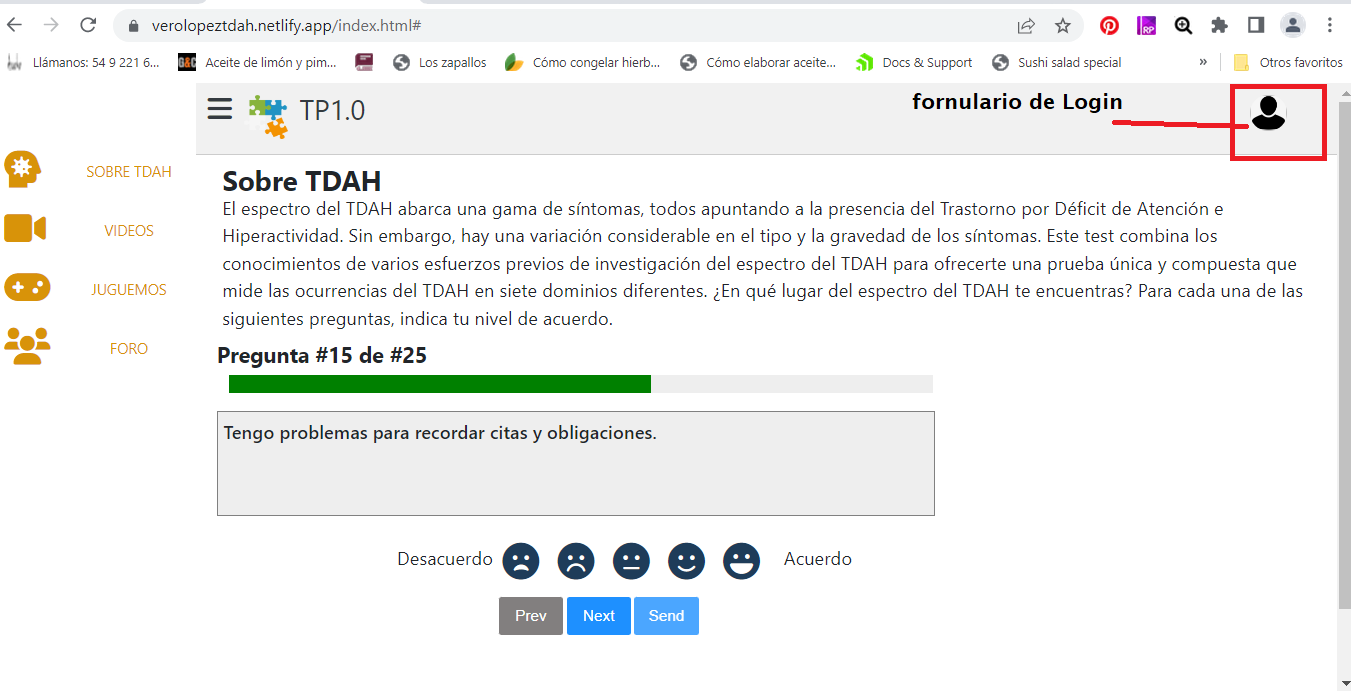 verolopeztdah.netlify.app/index.html#
Llámanos: 54 9 221 6...
G&C
Aceite de limón y pim...
Los zapallos
Cómo congelar hierb...
Cómo elaborar aceite...
Docs & Support
Sushi salad special
»
Otros favoritos
RP
TP1.0
fornulario de Login
SOBRE TDAH
VIDEOS
JUGUEMOS
FORO
Sobre TDAH
El espectro del TDAH abarca una gama de síntomas, todos apuntando a la presencia del Trastorno por Déficit de Atención e
Hiperactividad. Sin embargo, hay una variación considerable en el tipo y la gravedad de los síntomas. Este test combina los
conocimientos de varios esfuerzos previos de investigación del espectro del TDAH para ofrecerte una prueba única y compuesta que
mide las ocurrencias del TDAH en siete dominios diferentes. ¿En qué lugar del espectro del TDAH te encuentras? Para cada una de las
siguientes preguntas, indica tu nivel de acuerdo.
Pregunta #15 de #25
Tengo problemas para recordar citas y obligaciones.
Desacuerdo
Acuerdo
Prev
Next
Send